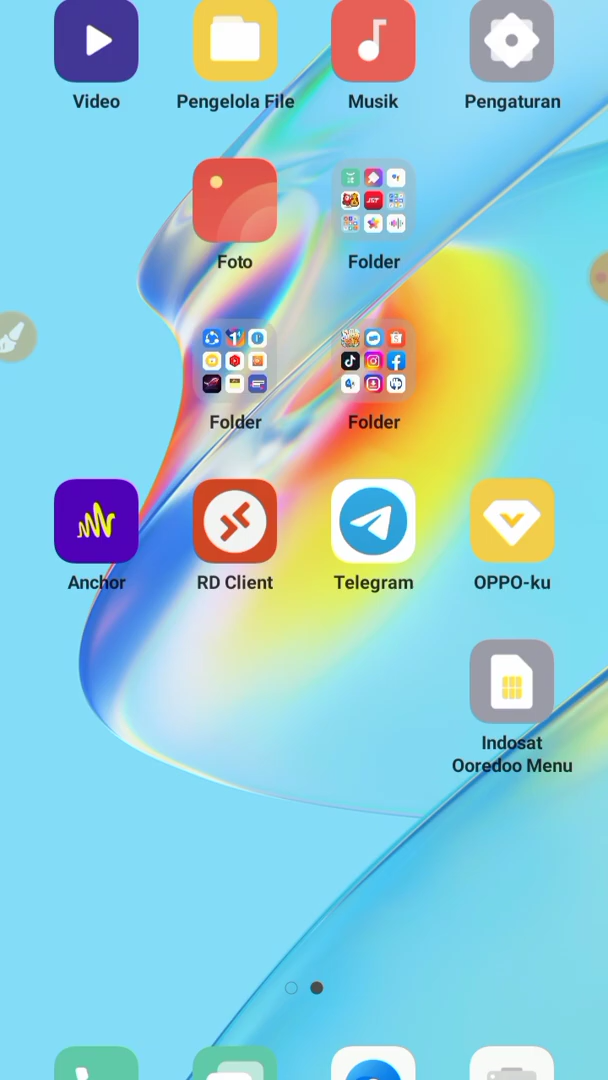 Video
Pengelola File
Musik
Pengaturan
Foto
Folder
Folder
Folder
Anchor
RD Client
Telegram
OPPO-ku
Indosat
Ooredoo Menu